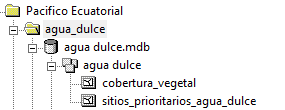 Pacifico Ecuatorial
agua_dulce
agua dulce.mdb
agua dulce
cobertura_vegetal
sitios_prioritarios_agua_dulce